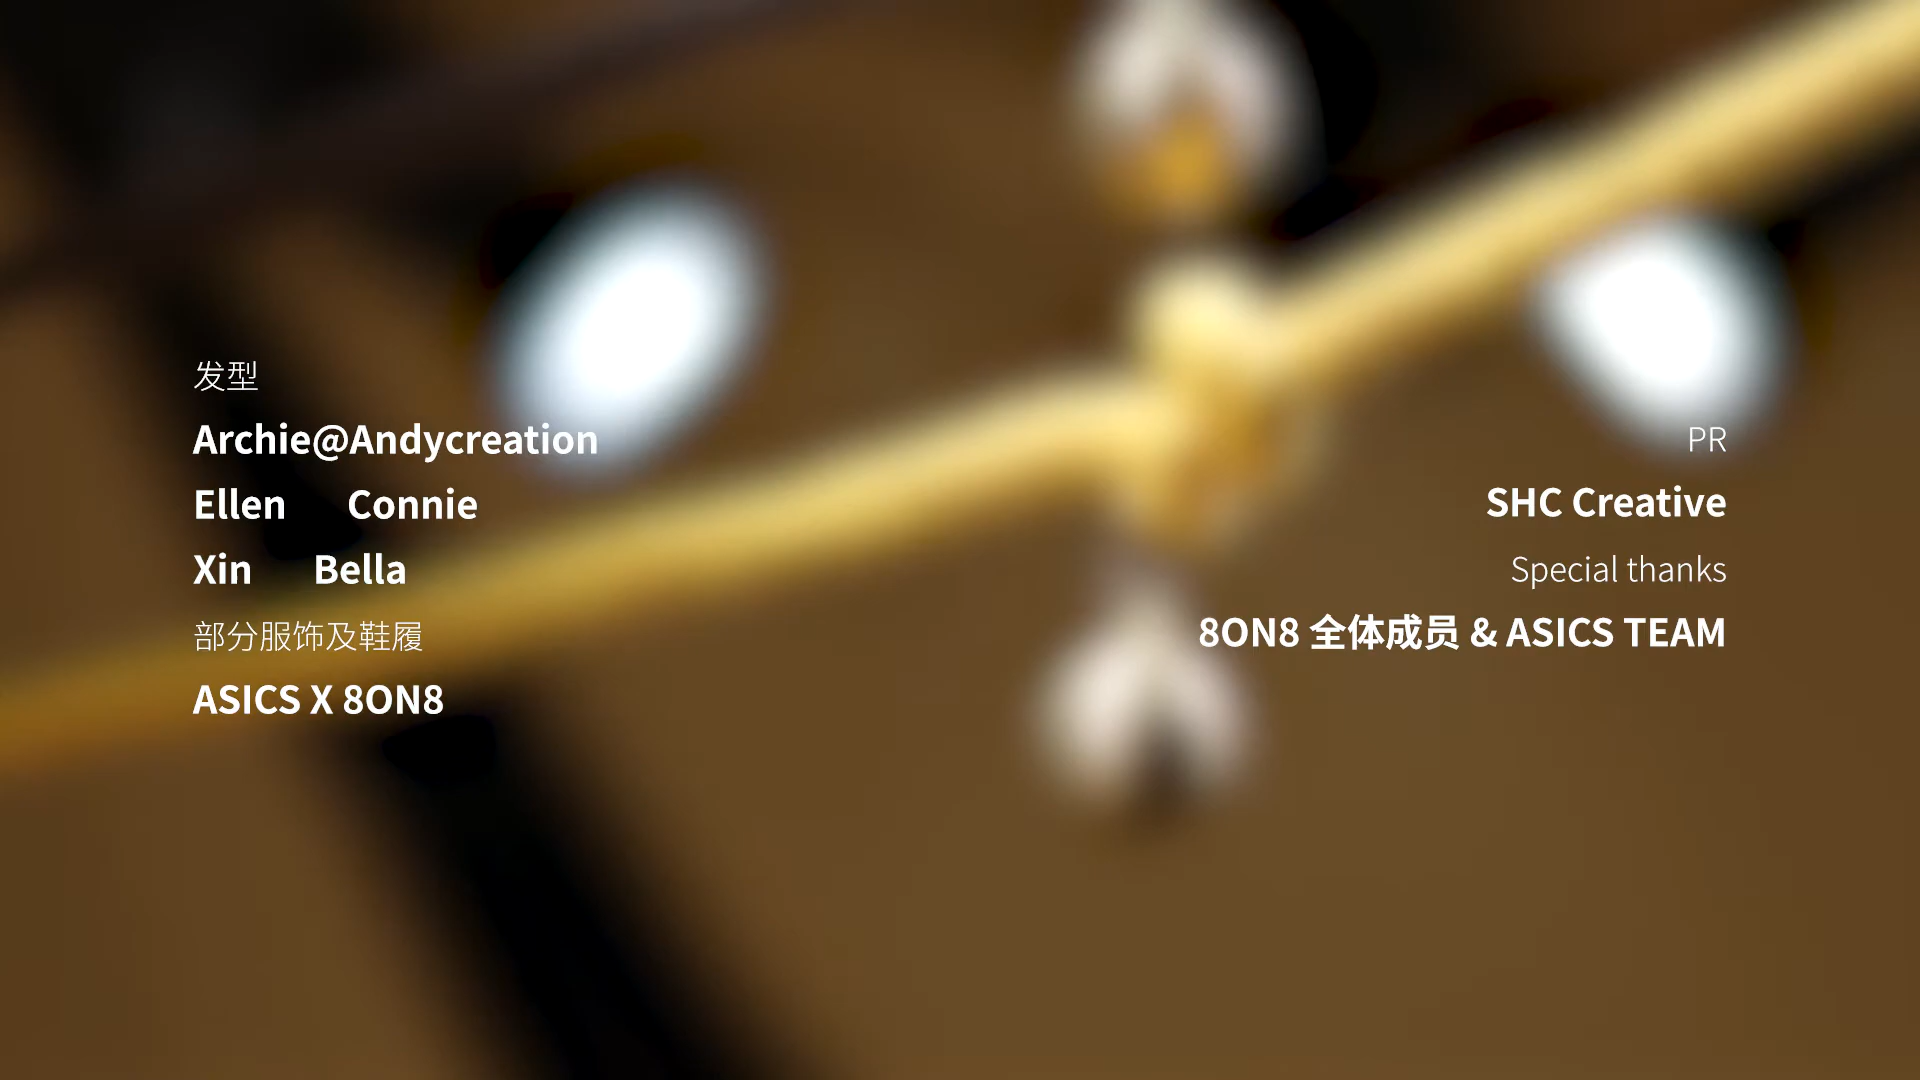 发型
Archie@Andycreation
Ellen Connie
Xin Bella
部分服饰及鞋履
ASICS X 8ON8
PR
SHC Creative
Special thanks
8ON8 全体成员 & ASICS TEAM